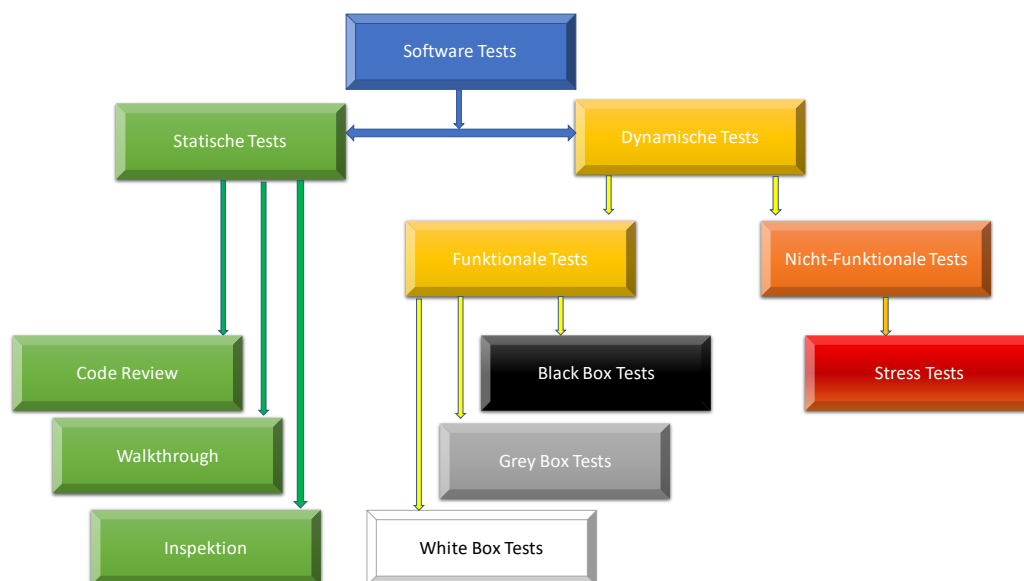 Software Tests
Statische Tests
Dynamische Tests
Funktionale Tests
Nicht-Funktionale Tests
Code Review
Black Box Tests
Stress Tests
Walkthrough
Grey Box Tests
Inspektion
White Box Tests